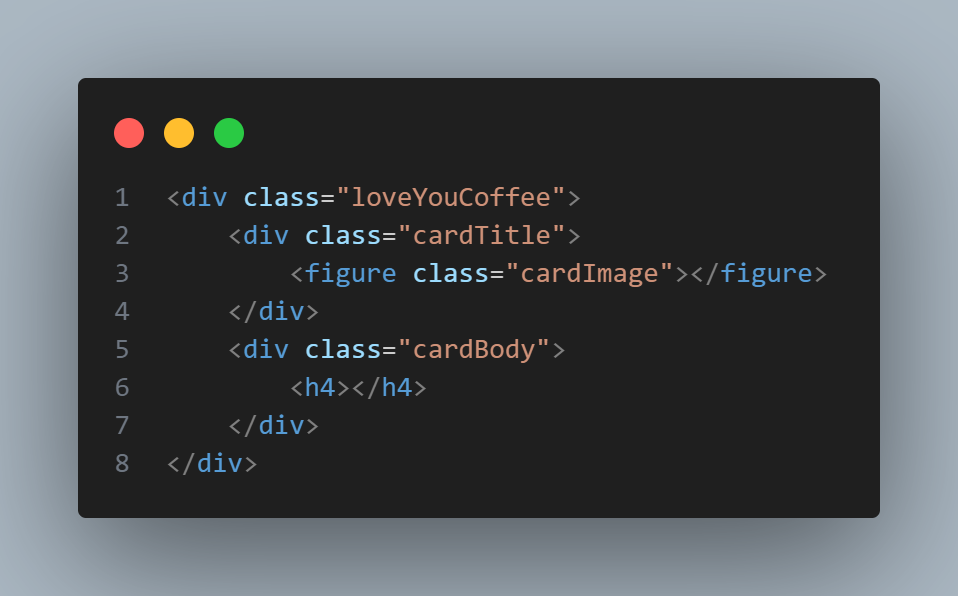 1 <div class="loveYouCoffee">
2     <div class="cardTitle">
3         <figure class="cardImage"></figure>
4     </div>
5     <div class="cardBody">
6         <h4></h4>
7     </div>
8 </div>